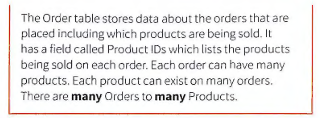 The Order table stores data about the orders that are
placed including which products are being sold. It
has a field called Product IDs which lists the products
being sold on each order. Each order can have many
products. Each product can exist on many orders.
There are many Orders to many Products.